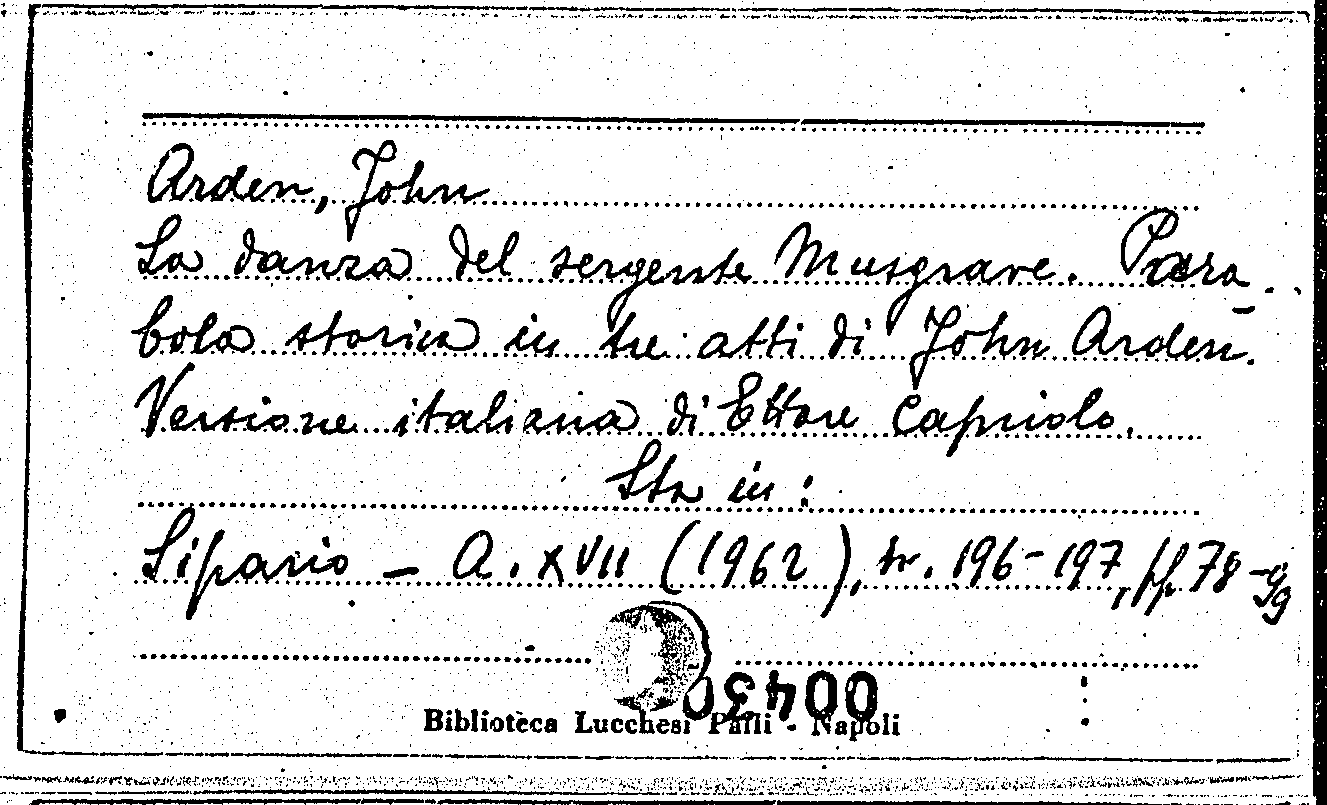 Arden, John
La danza del sergente Musgrave. Para-
bola storica in tre atti di John Arden.
Versione italiana di Ettore Capriolo.
Sta in:
Sipario - A. XVII (1962), nr. 196-197, pp. 78-99
00430
Biblioteca Lucchesi Palli - Napoli